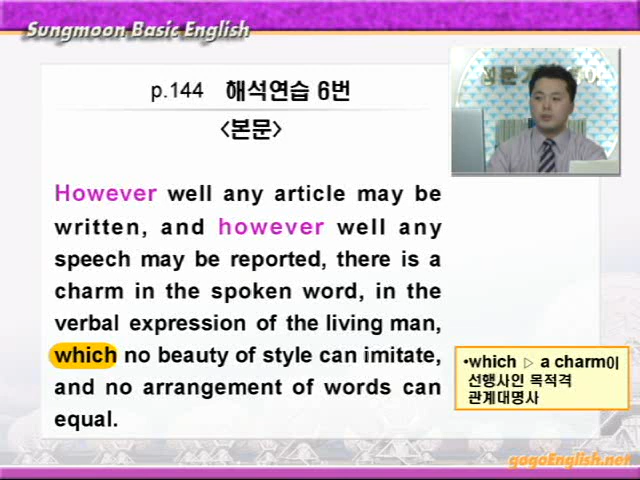 Sungmoon Basic English
p.144 해석연습 6번
<본문>
However well any article may be
written, and however well any
speech may be reported, there is a
charm in the spoken word, in the
verbal expression of the living man,
which no beauty of style can imitate,
and no arrangement of words can
equal.
•which ▷ a charm이
선행사인 목적격
관계대명사
gogoEnglish.net